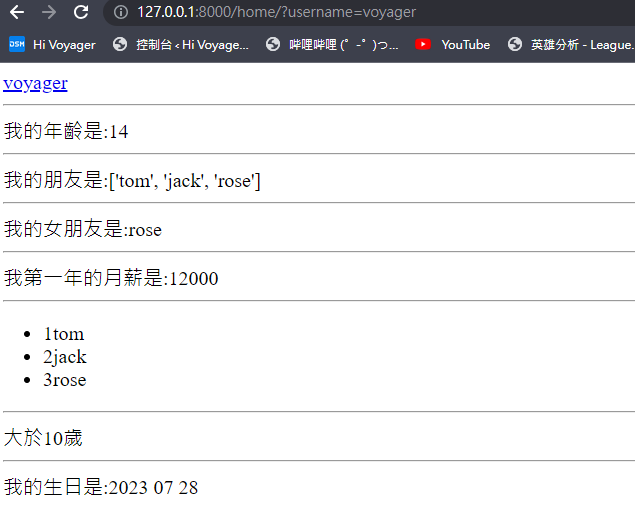 127.0.0.1:8000/home/?username=voyager
DSM Hi Voyager 控制台 ‹ Hi Voyage... 哔哩哔哩 (゜-゜)つ... YouTube 英雄分析 - League.
voyager
我的年齡是:14
我的朋友是:['tom', 'jack', 'rose']
我的女朋友是:rose
我第一年的月薪是:12000
1tom
2jack
3rose
大於10歲
我的生日是:2023 07 28